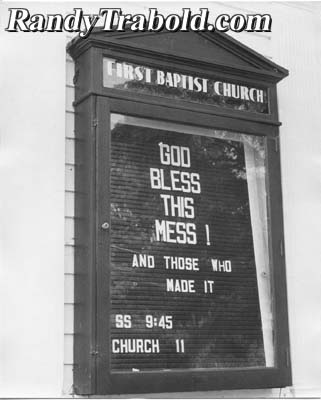 RandyTrabold.com
FIRST BAPTIST CHURCH
GOD
BLESS
THIS
MESS !
AND THOSE WHO
MADE IT
SS 9:45
CHURCH 11